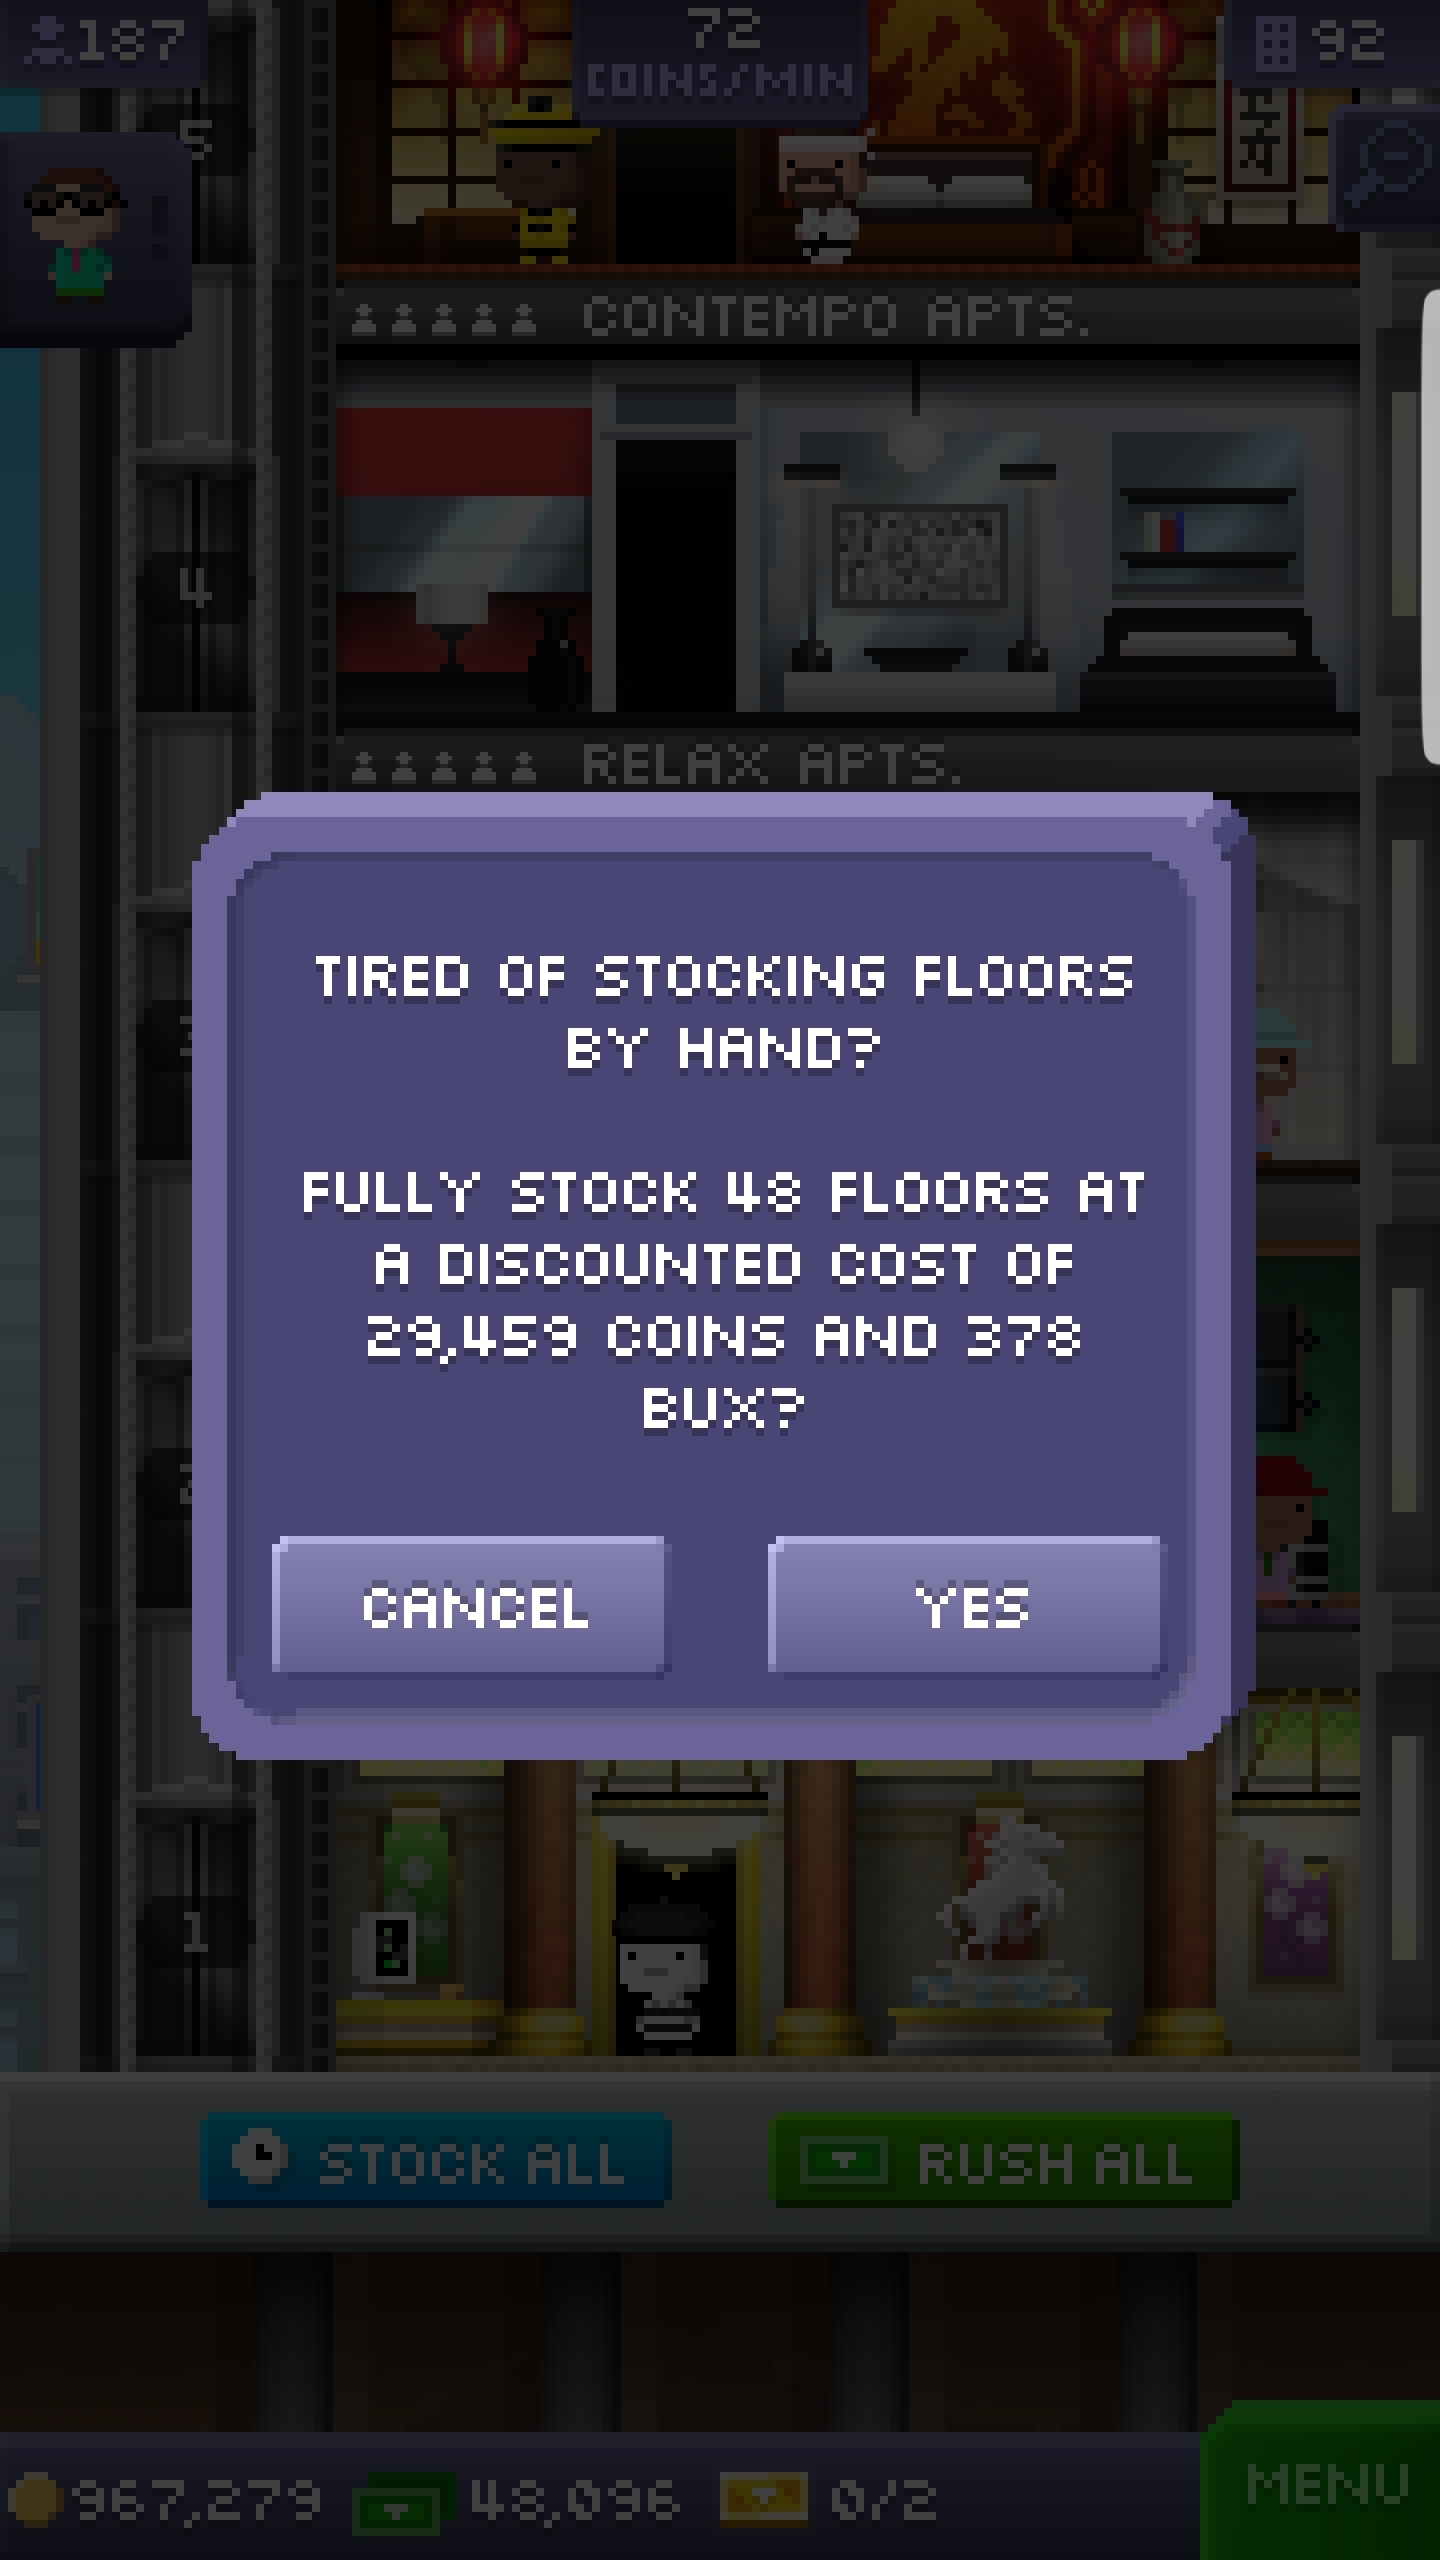 187
72
COINS/MIN
92
5
CONTEMPO APTS.
4
RELAX APTS.
TIRED OF STOCKING FLOORS
BY HAND?
FULLY STOCK 48 FLOORS AT
A DISCOUNTED COST OF
29,459 COINS AND 378
BUX?
CANCEL
YES
1
STOCK ALL
RUSH ALL
967,279
48,096
0/2
MENU